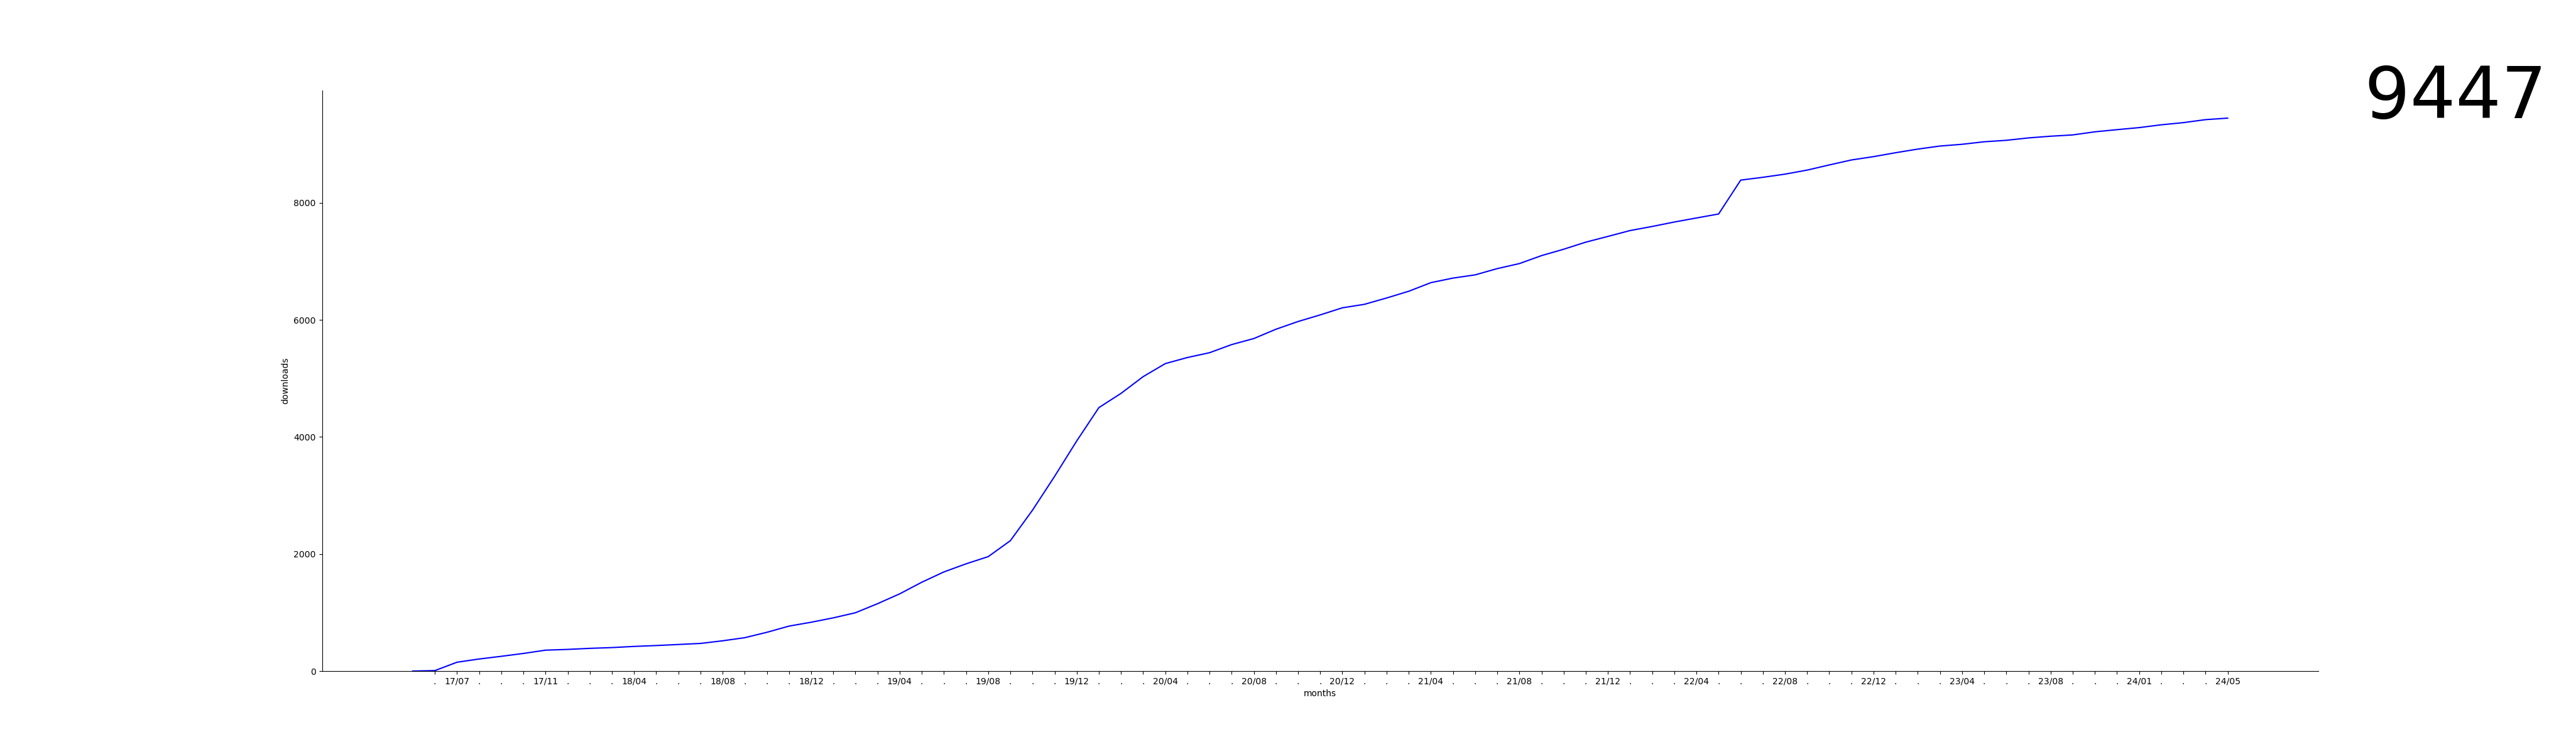 9447
8000
6000
downloads
4000
2000
0
. 17/07 . . . 17/11 . . . 18/04 . . . 18/08 . . . 18/12 . . . 19/04 . . . 19/08 . . . 19/12 . . . 20/04 . . . 20/08 . . . 20/12 . . . 21/04 . . . 21/08 . . . 21/12 . . . 22/04 . . . 22/08 . . . 22/12 . . . 23/04 . . . 23/08 . . . 24/01 . . . 24/05
months